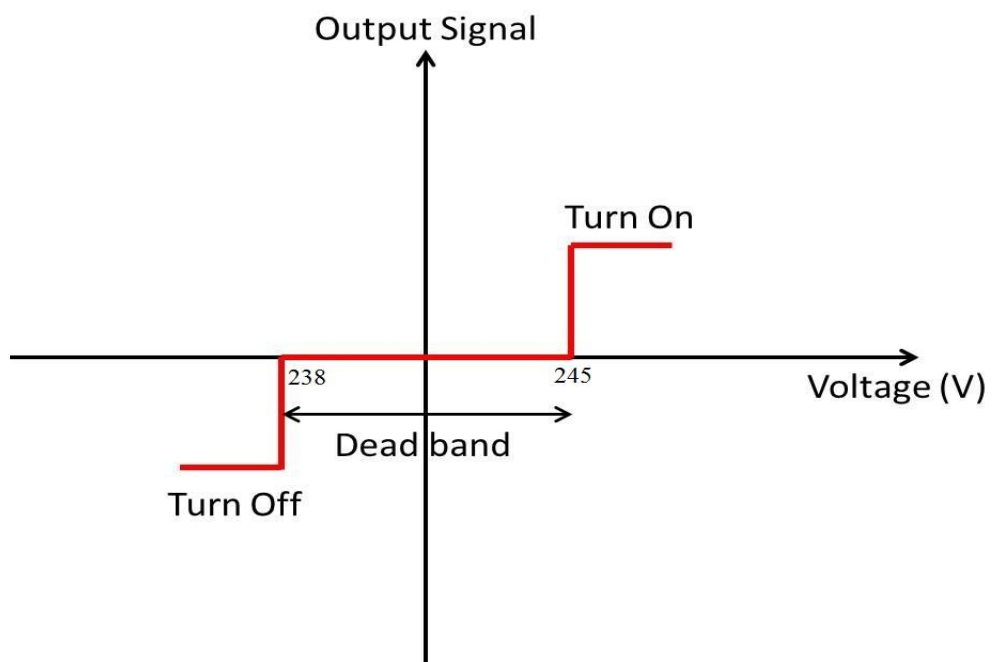 Output Signal
Turn On
238
245
Voltage (V)
Dead band
Turn Off